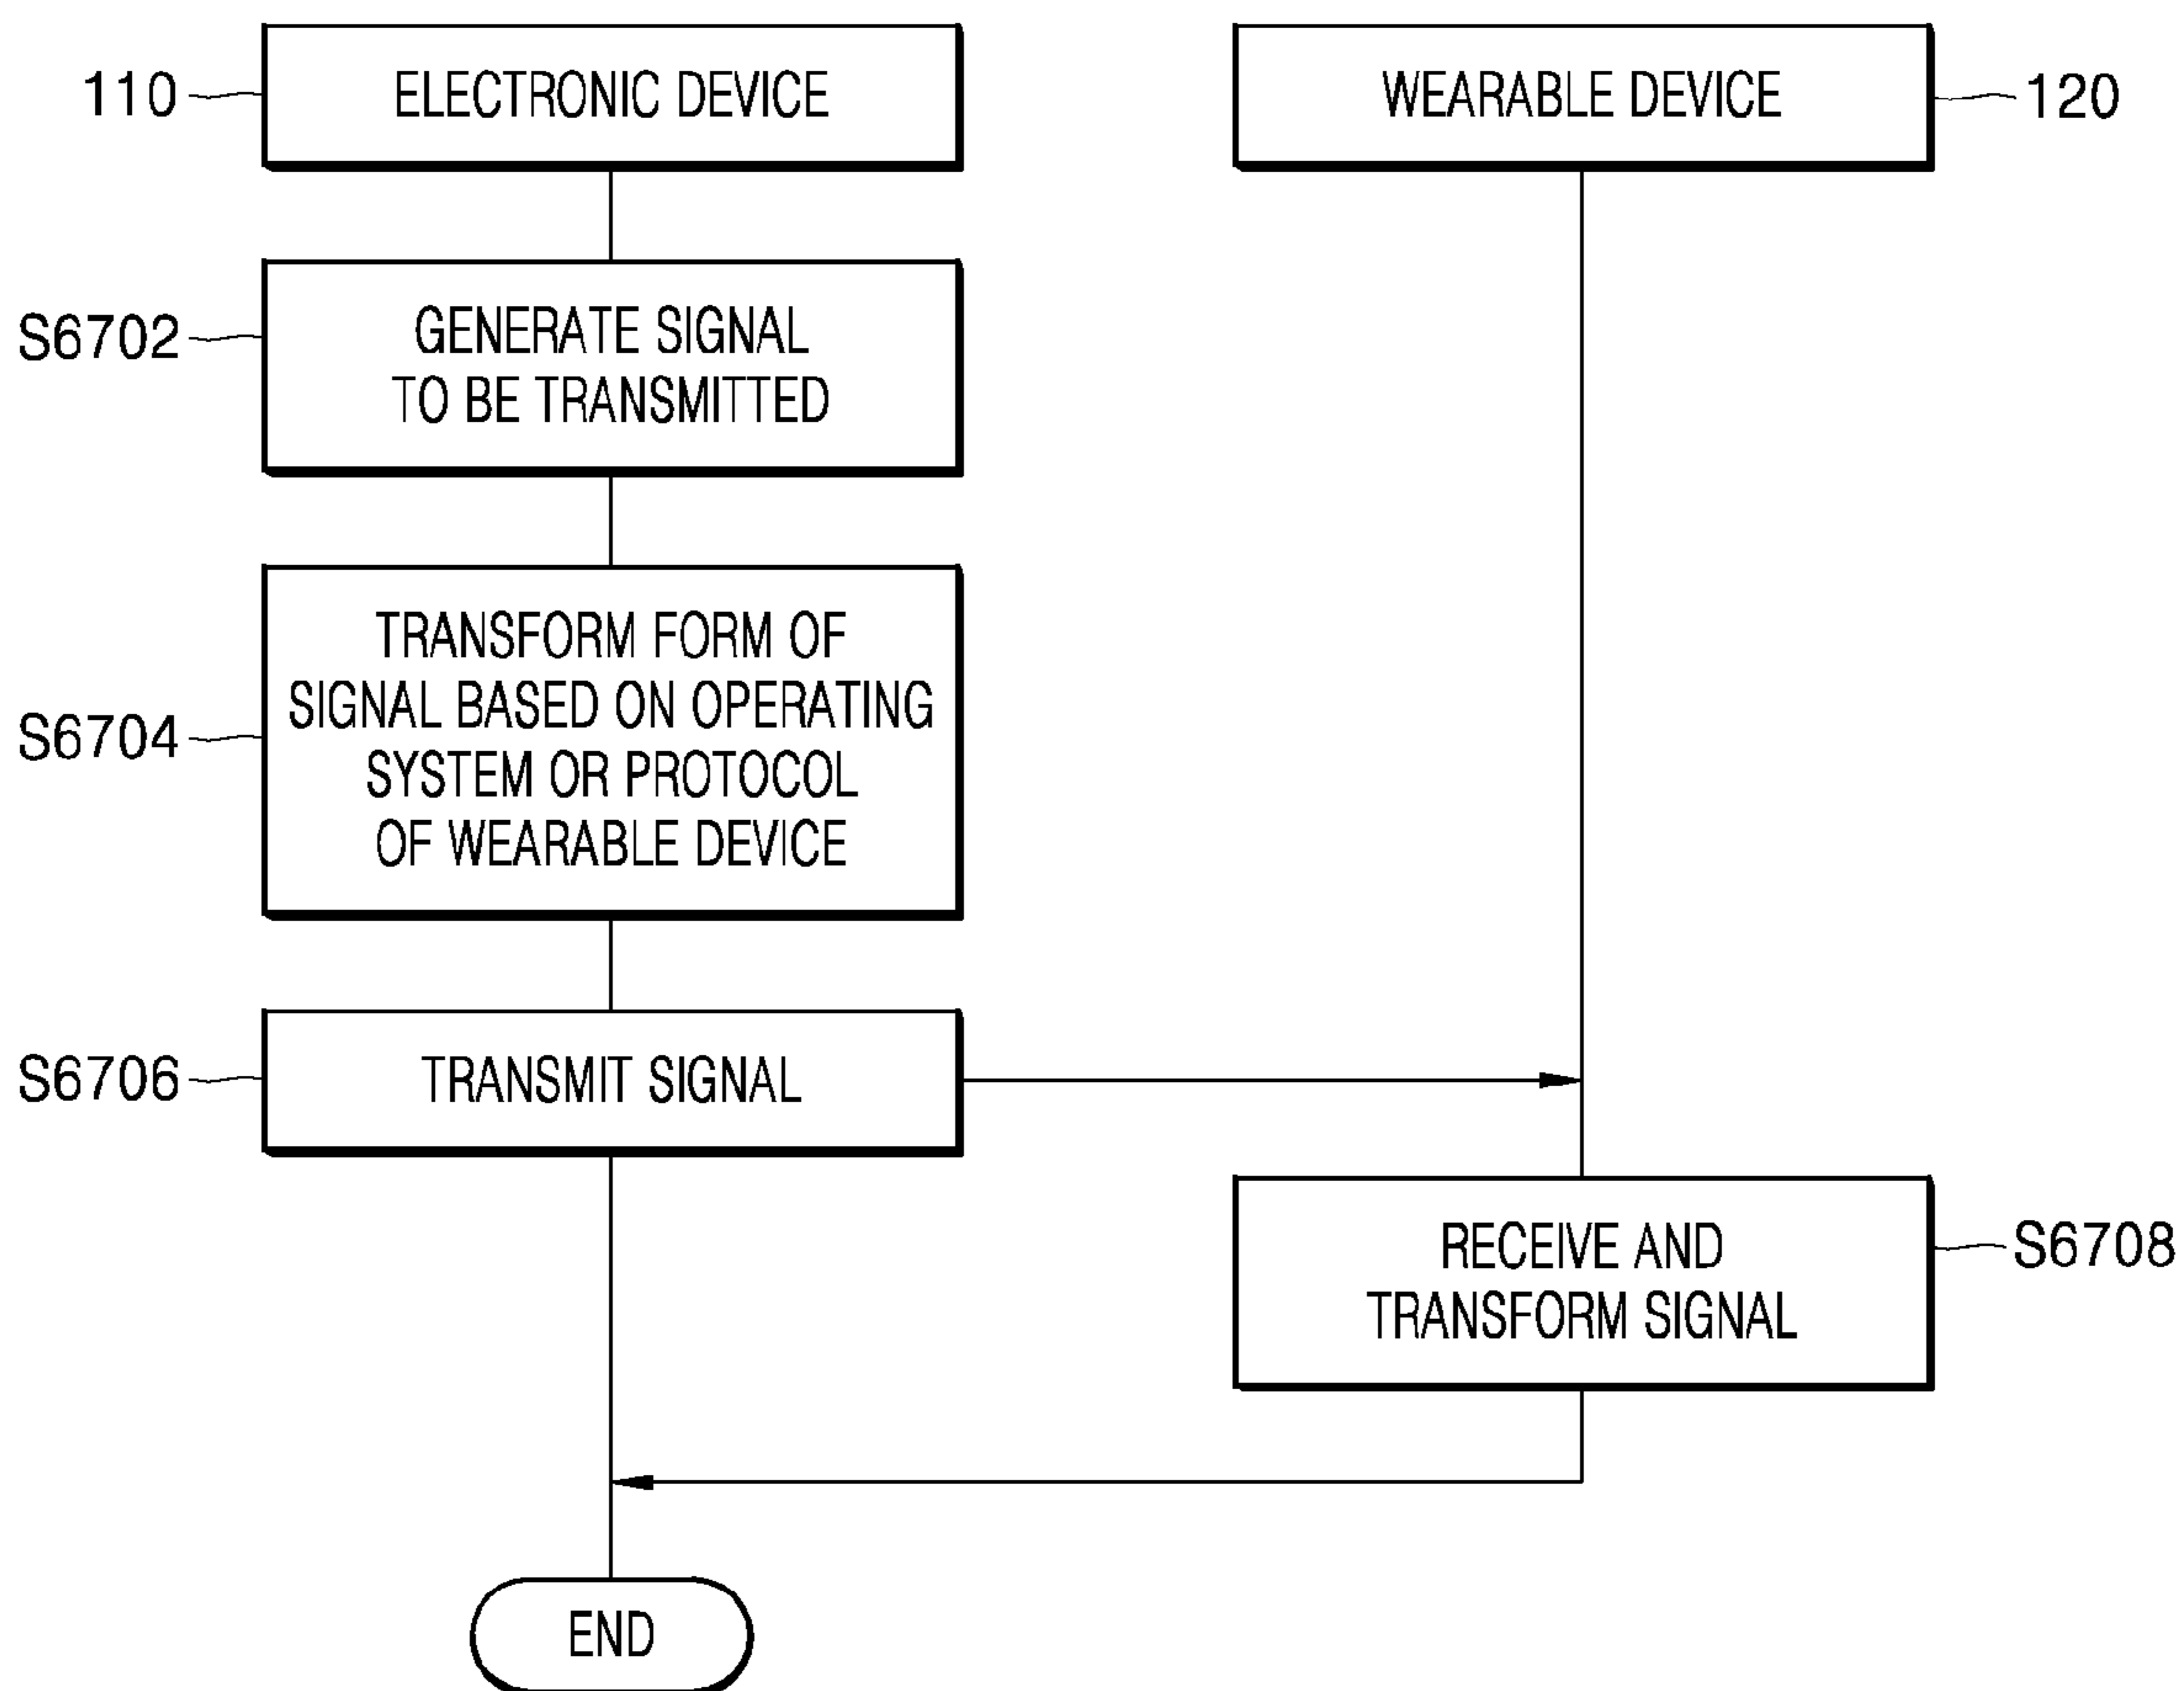 110
ELECTRONIC DEVICE
WEARABLE DEVICE
120
S6702
GENERATE SIGNAL
TO BE TRANSMITTED
S6704
TRANSFORM FORM OF
SIGNAL BASED ON OPERATING
SYSTEM OR PROTOCOL
OF WEARABLE DEVICE
S6706
TRANSMIT SIGNAL
RECEIVE AND
TRANSFORM SIGNAL
S6708
END